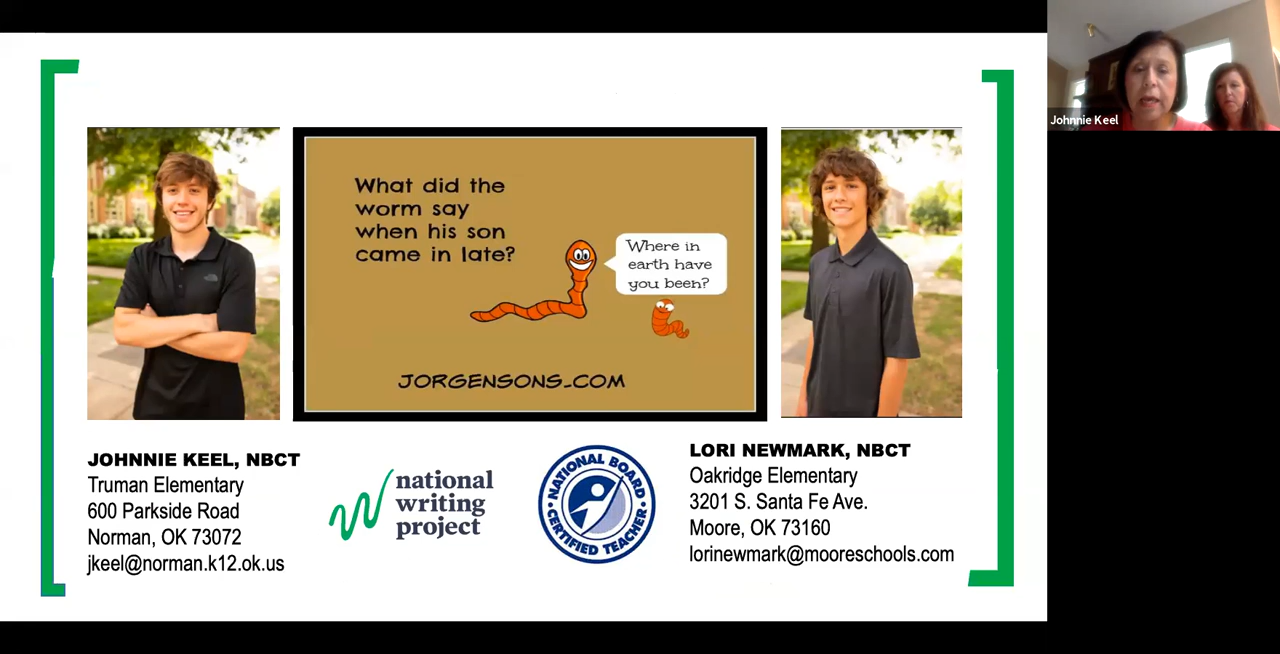 What did the
worm say
when his son
came in late?
Where in
earth have
you been?
JORGENSONS.COM
JOHNNIE KEEL, NBCT
Truman Elementary
600 Parkside Road
Norman, OK 73072
jkeel@norman.k12.ok.us
national
writing
project
NATIONAL BOARD
CERTIFIED TEACHER
LORI NEWMARK, NBCT
Oakridge Elementary
3201 S. Santa Fe Ave.
Moore, OK 73160
lorinewmark@mooreschools.com
Johnnie Keel